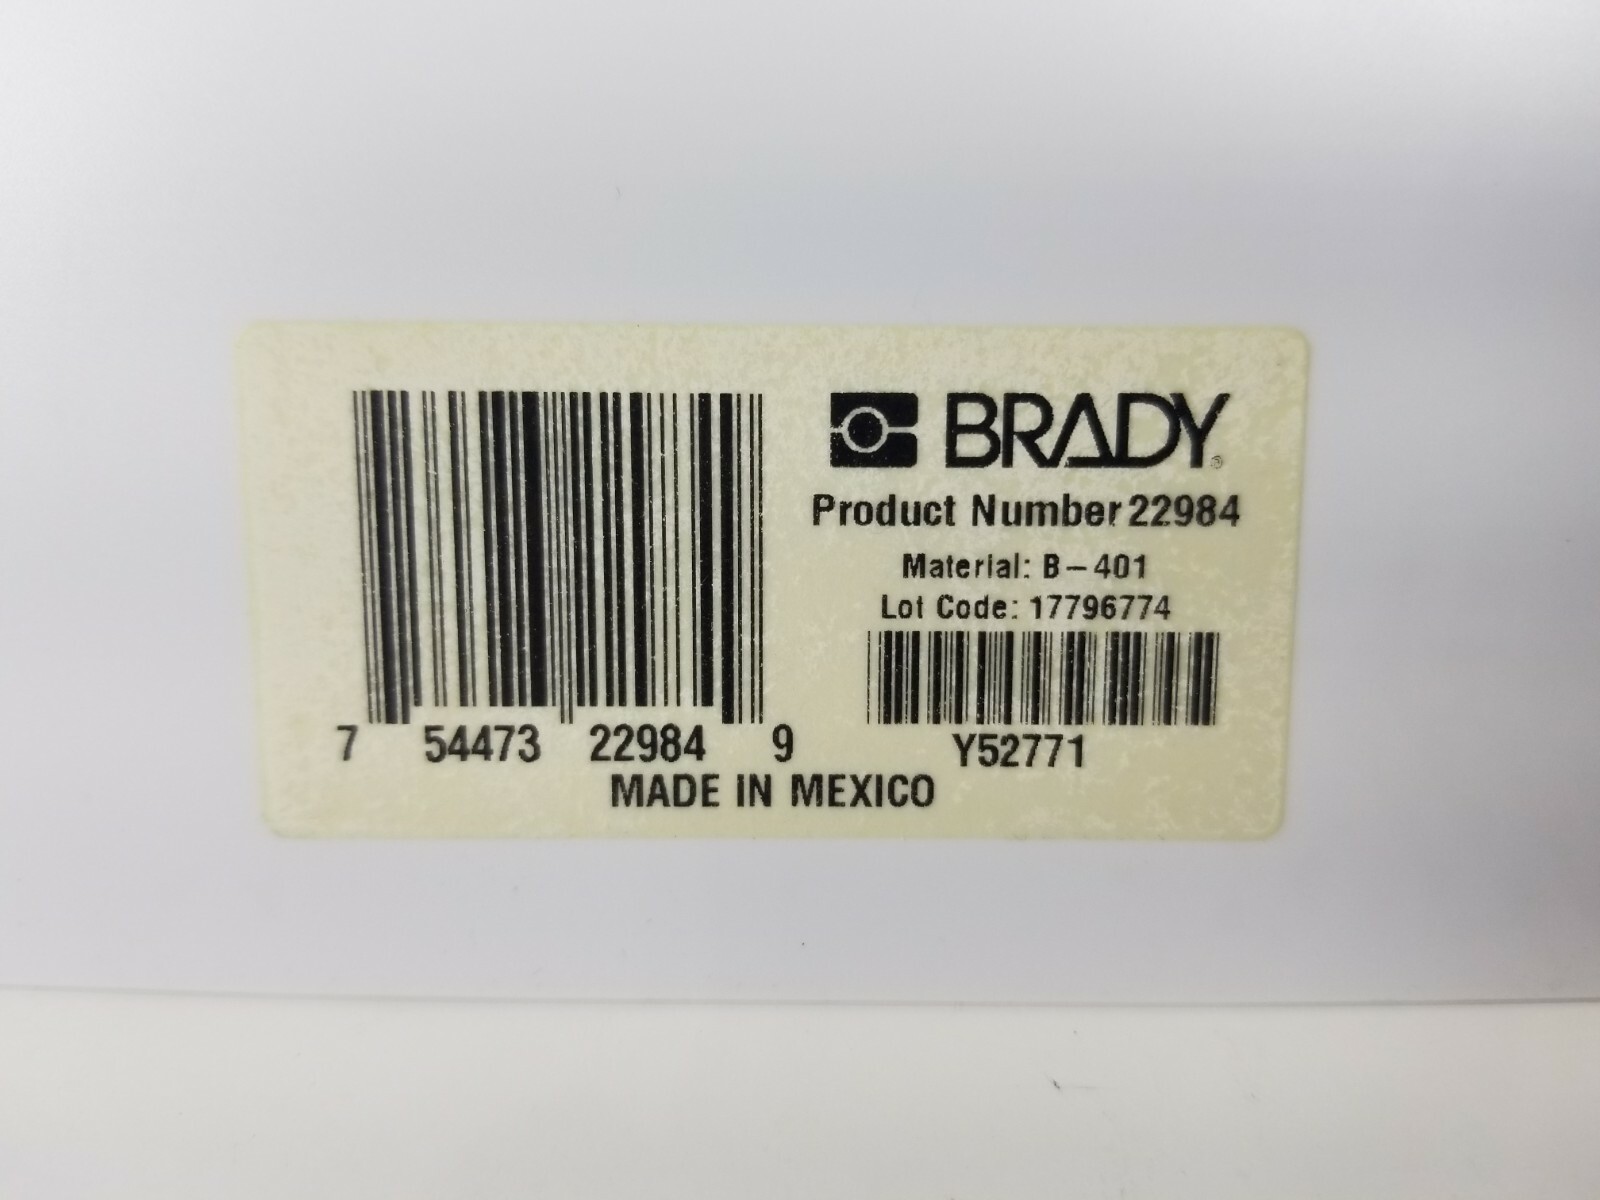 BRADY®
Product Number 22984
Material: B-401
Lot Code: 17796774
7 54473 22984 9
Y52771
MADE IN MEXICO